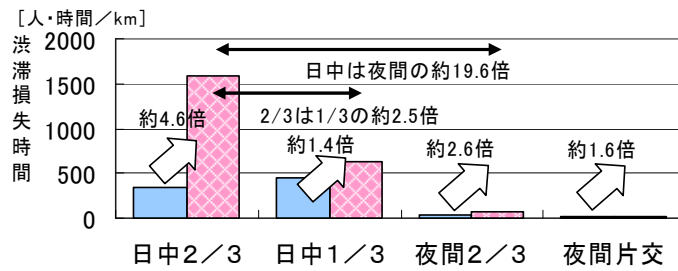 [人・時間／km]
渋滞損失時間
2000
1500
1000
500
0
日中は夜間の約19.6倍
2/3は1/3の約2.5倍
約4.6倍
約1.4倍
約2.6倍
約1.6倍
日中2／3
日中1／3
夜間2／3
夜間片交